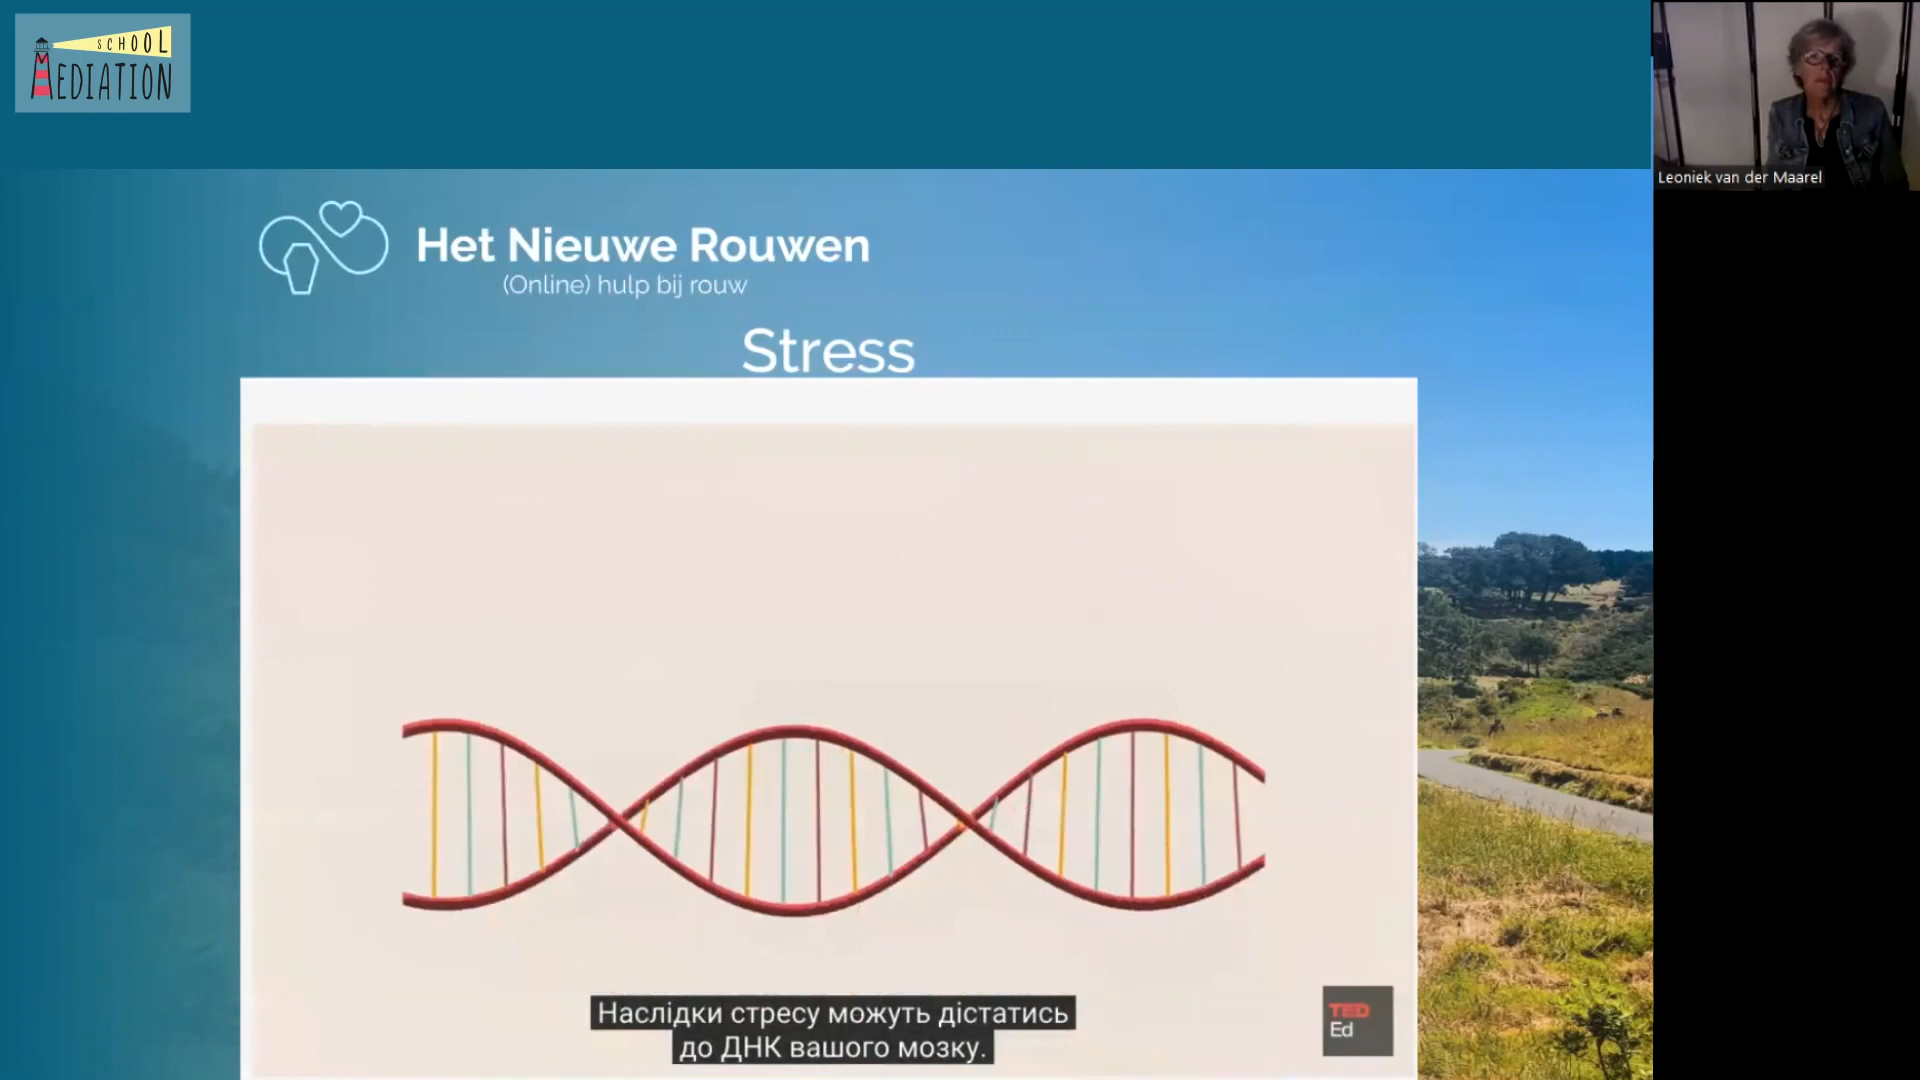 SCHOOL
MEDIATION
Leoniek van der Maarel
Het Nieuwe Rouwen
(Online) hulp bij rouw
Stress
Наслідки стресу можуть дістатись
до ДНК вашого мозку.
TED
Ed